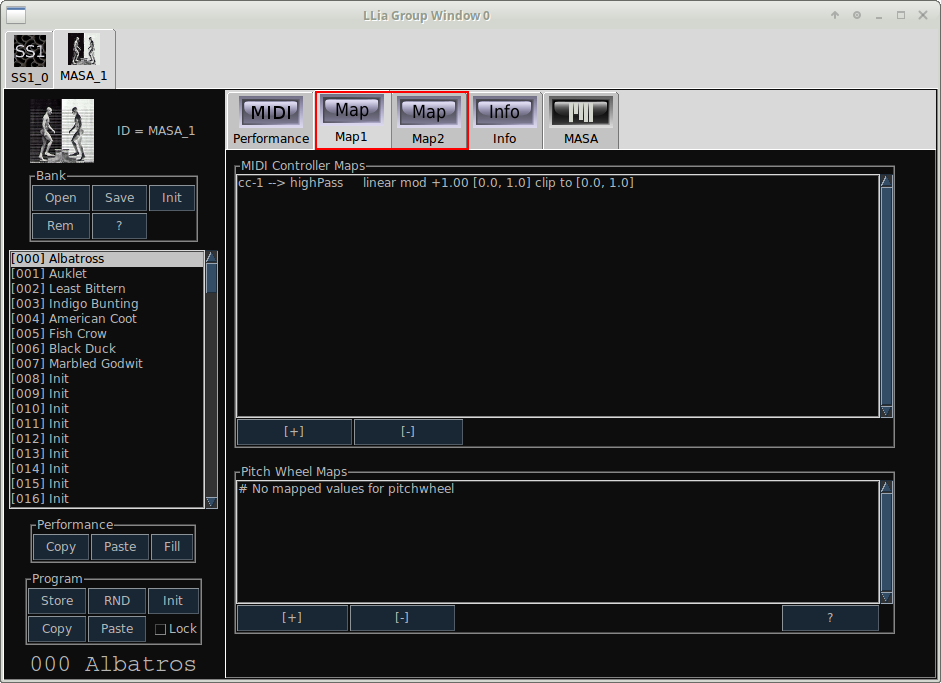 LLia Group Window 0
SS1
SS1_0
MASA_1
ID = MASA_1
MIDI
Performance
Map
Map1
Map
Map2
Info
Info
MASA
Bank
Open
Save
Init
Rem
?
[000] Albatross
[001] Auklet
[002] Least Bittern
[003] Indigo Bunting
[004] American Coot
[005] Fish Crow
[006] Black Duck
[007] Marbled Godwit
[008] Init
[009] Init
[010] Init
[011] Init
[012] Init
[013] Init
[014] Init
[015] Init
[016] Init
Performance
Copy
Paste
Fill
Program
Store
RND
Init
Copy
Paste
Lock
000 Albatros
MIDI Controller Maps
cc-1 --> highPass     linear mod +1.00 [0.0, 1.0] clip to [0.0, 1.0]
[+]
[-]
Pitch Wheel Maps
# No mapped values for pitchwheel
[+]
[-]
?